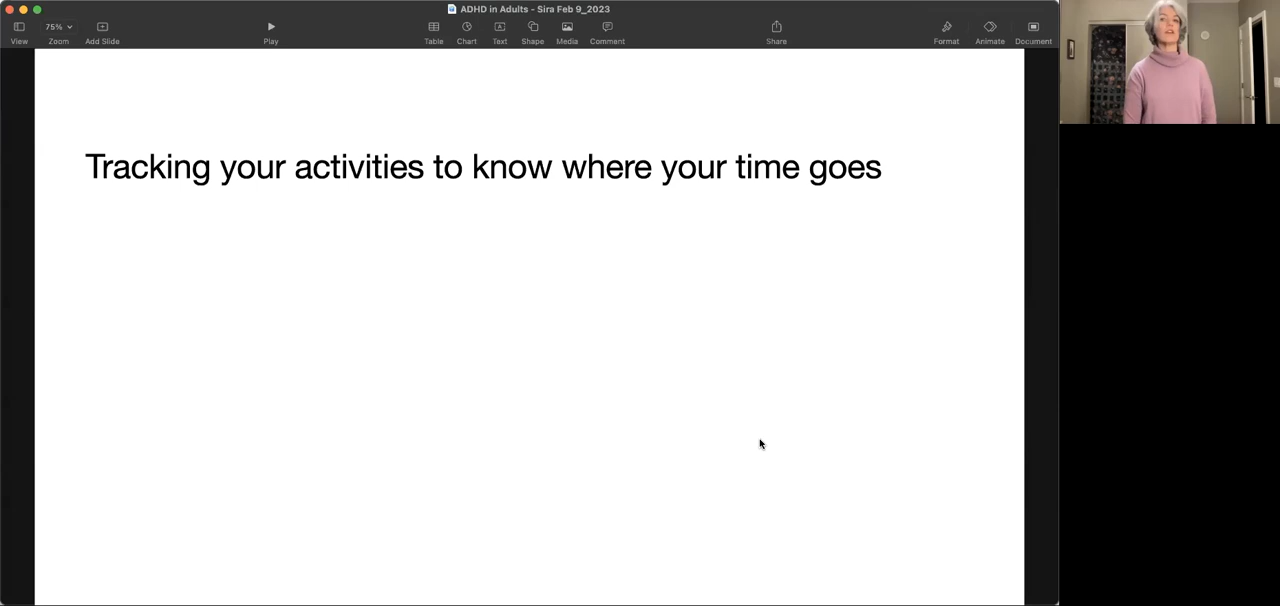 ADHD in Adults - Sira Feb 9_2023
75%
View
Zoom
Add Slide
Play
Table
Chart
Text
Shape
Media
Comment
Share
Format
Animate
Document
Tracking your activities to know where your time goes